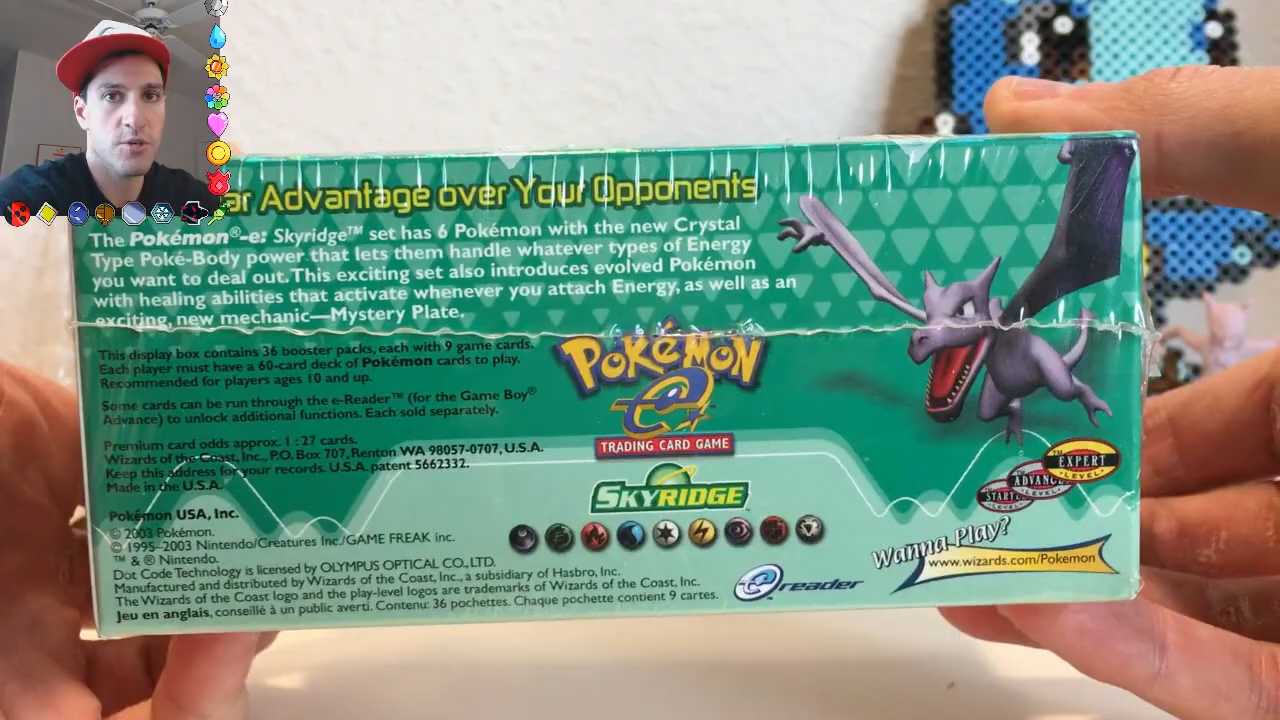 ar Advantage over Your Opponents
The Pokémon®-e: Skyridge™ set has 6 Pokémon with the new Crystal
Type Poké-Body power that lets them handle whatever types of Energy
you want to deal out. This exciting set also introduces evolved Pokémon
with healing abilities that activate whenever you attach Energy, as well as an
exciting, new mechanic—Mystery Plate.
This display box contains 36 booster packs, each with 9 game cards.
Each player must have a 60-card deck of Pokémon cards to play.
Recommended for players ages 10 and up.
Some cards can be run through the e-Reader™ (for the Game Boy®
Advance) to unlock additional functions. Each sold separately.
Premium card odds approx. 1 : 27 cards.
Wizards of the Coast, Inc., P.O. Box 707, Renton WA 98057-0707, U.S.A.
Keep this address for your records. U.S.A. patent 5662332.
Made in the U.S.A.
Pokémon USA, Inc.
© 2003 Pokémon.
© 1995–2003 Nintendo/Creatures Inc./GAME FREAK inc.
™ & ® Nintendo.
Dot Code Technology is licensed by OLYMPUS OPTICAL CO., LTD.
Manufactured and distributed by Wizards of the Coast, Inc., a subsidiary of Hasbro, Inc.
The Wizards of the Coast logo and the play-level logos are trademarks of Wizards of the Coast, Inc.
Jeu en anglais, conseillé à un public averti. Contenu: 36 pochettes. Chaque pochette contient 9 cartes.
POKéMON
e
TRADING CARD GAME
SKYRIDGE
e reader
EXPERT
LEVEL
ADVANC
LEVEL
START
LEVEL
Wanna Play?
www.wizards.com/Pokemon